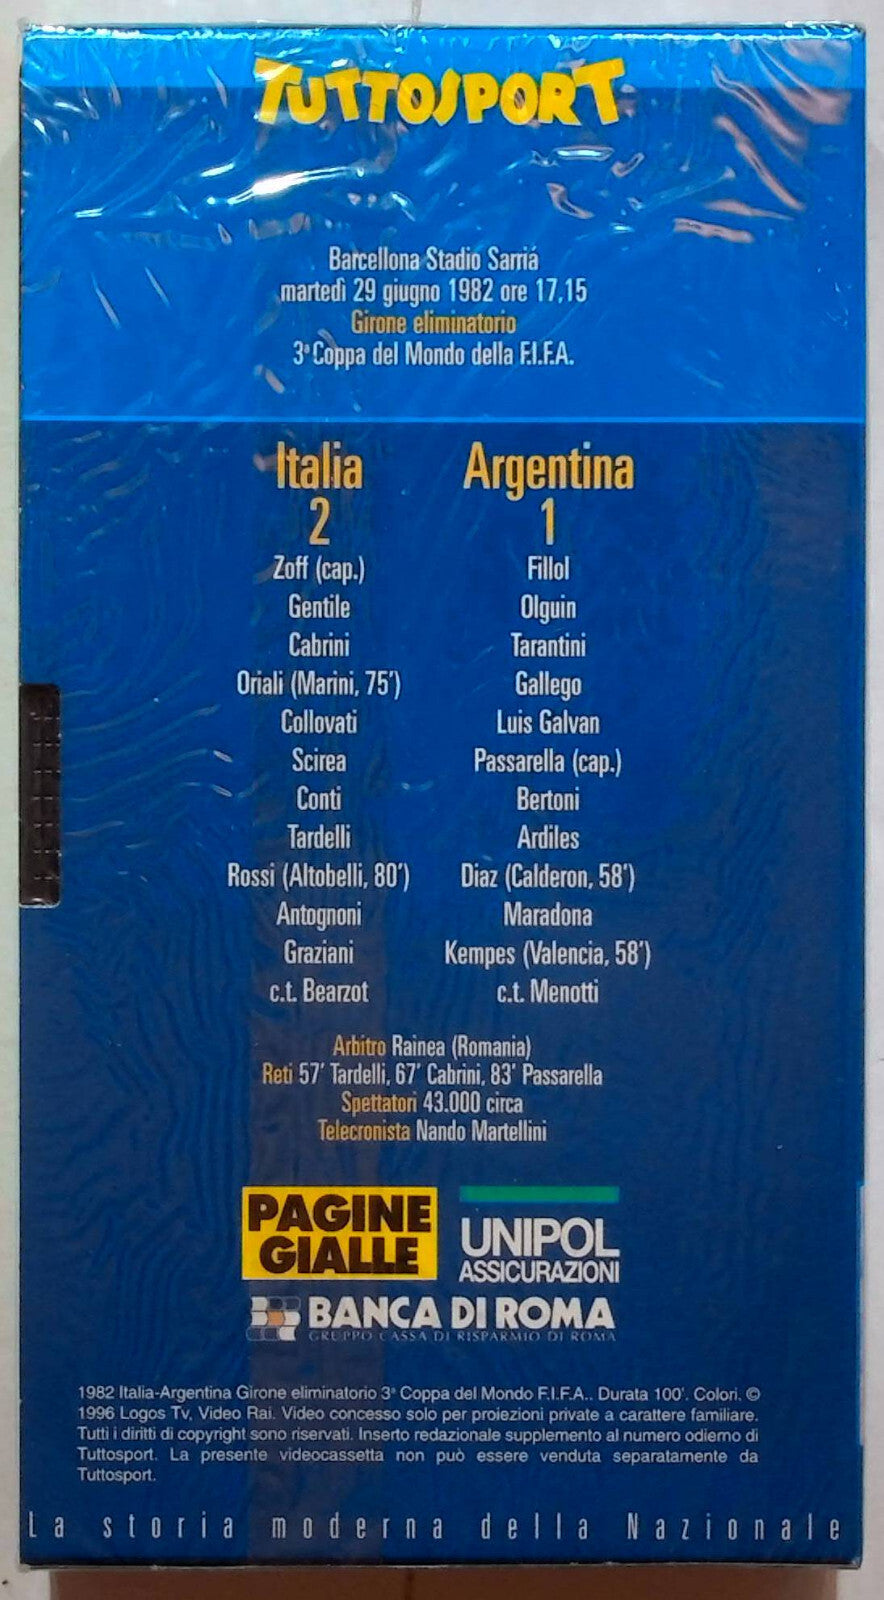 TUTTOSPORT
Barcellona Stadio Sarriá
martedì 29 giugno 1982 ore 17,15
Girone eliminatorio
3ª Coppa del Mondo della F.I.F.A.
Italia Argentina
2 1
Zoff (cap.) Fillol
Gentile Olguin
Cabrini Tarantini
Oriali (Marini, 75') Gallego
Collovati Luis Galvan
Scirea Passarella (cap.)
Conti Bertoni
Tardelli Ardiles
Rossi (Altobelli, 80') Diaz (Calderon, 58')
Antognoni Maradona
Graziani Kempes (Valencia, 58')
c.t. Bearzot c.t. Menotti
Arbitro Rainea (Romania)
Reti 57' Tardelli, 67' Cabrini, 83' Passarella
Spettatori 43.000 circa
Telecronista Nando Martellini
PAGINE
GIALLE
UNIPOL
ASSICURAZIONI
BANCA DI ROMA
GRUPPO CASSA DI RISPARMIO DI ROMA
1982 Italia-Argentina Girone eliminatorio 3ª Coppa del Mondo F.I.F.A.. Durata 100'. Colori. ©
1996 Logos Tv, Video Rai. Video concesso solo per proiezioni private a carattere familiare.
Tutti i diritti di copyright sono riservati. Inserto redazionale supplemento al numero odierno di
Tuttosport. La presente videocassetta non può essere venduta separatamente da
Tuttosport.
La storia moderna della Nazionale